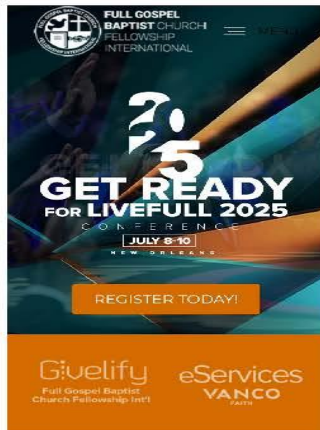 FULL GOSPEL
BAPTIST CHURCH
FELLOWSHIP
INTERNATIONAL
MENU
2025
GET READY
FOR LIVEFULL 2025
CONFERENCE
JULY 8-10
NEW ORLEANS
REGISTER TODAY!
Givelify
Full Gospel Baptist
Church Fellowship Int'l
eServices
VANCO
FAITH